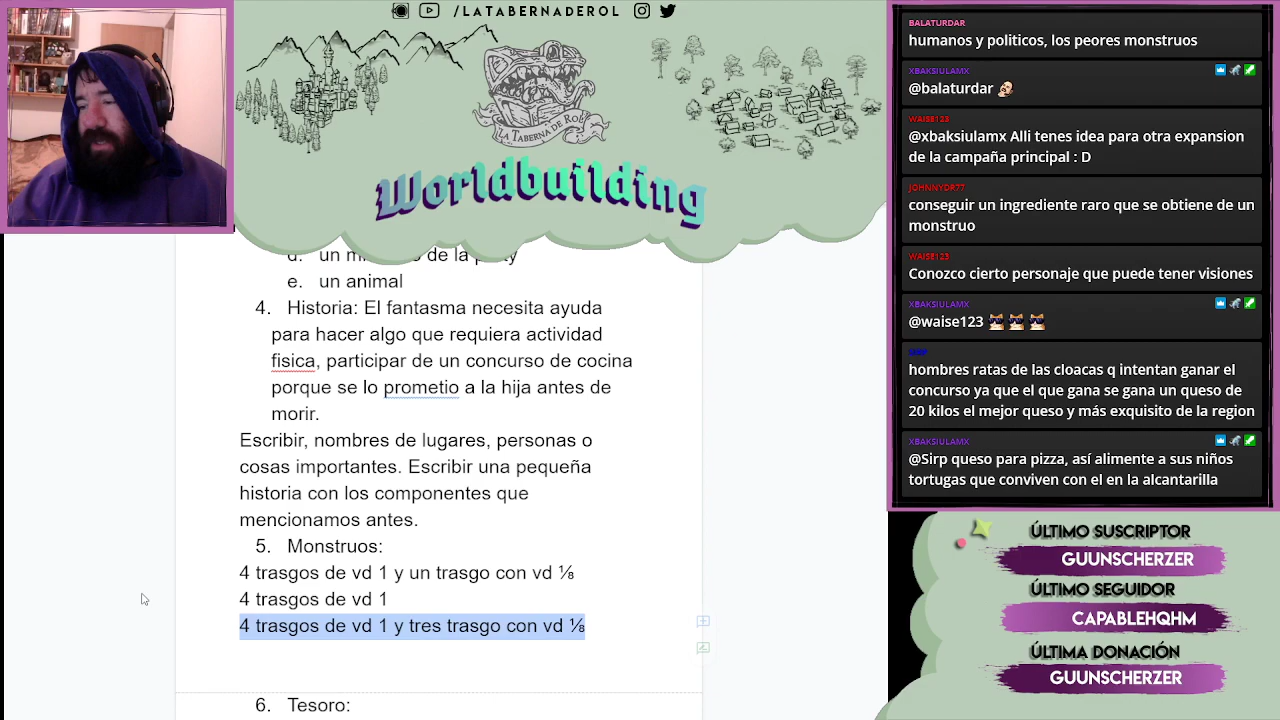 /LATABERNADEROL
LA TABERNA DE ROL
Worldbuilding
e. un animal
4. Historia: El fantasma necesita ayuda
para hacer algo que requiera actividad
fisica, participar de un concurso de cocina
porque se lo prometio a la hija antes de
morir.
Escribir, nombres de lugares, personas o
cosas importantes. Escribir una pequeña
historia con los componentes que
mencionamos antes.
5. Monstruos:
4 trasgos de vd 1 y un trasgo con vd ⅛
4 trasgos de vd 1
4 trasgos de vd 1 y tres trasgo con vd ⅛
6. Tesoro:
BALATURDAR
humanos y politicos, los peores monstruos
XBAKSIULAMX
@balaturdar
WAISE123
@xbaksiulamx Alli tenes idea para otra expansion
de la campaña principal : D
JOHNNYDR77
conseguir un ingrediente raro que se obtiene de un
monstruo
WAISE123
Conozco cierto personaje que puede tener visiones
XBAKSIULAMX
@waise123
SIRP
hombres ratas de las cloacas q intentan ganar el
concurso ya que el que gana se gana un queso de
20 kilos el mejor queso y más exquisito de la region
XBAKSIULAMX
@Sirp queso para pizza, así alimente a sus niños
tortugas que conviven con el en la alcantarilla
ÚLTIMO SUSCRIPTOR
GUUNSCHERZER
ÚLTIMO SEGUIDOR
CAPABLEHQHM
ÚLTIMA DONACIÓN
GUUNSCHERZER